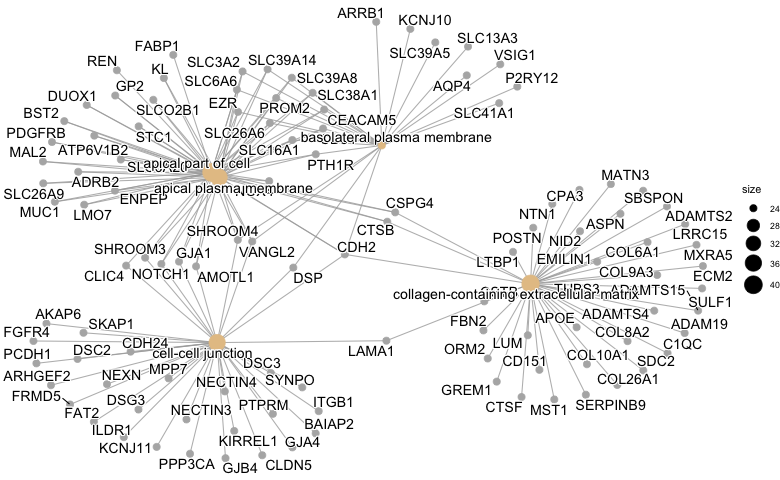 ARRB1
KCNJ10
SLC13A3
SLC39A5
VSIG1
FABP1
REN
KL
SLC3A2
SLC39A14
SLC6A6
SLC39A8
AQP4
P2RY12
GP2
DUOX1
SLCO2B1
EZR
PROM2
SLC38A1
SLC41A1
BST2
STC1
SLC26A6
CEACAM5
PDGFRB
basolateral plasma membrane
MAL2
ATP6V1B2
SLC16A1
apical part of cell
PTH1R
ADRB2
apical plasma membrane
SLC26A9
ENPEP
MUC1
LMO7
CSPG4
CTSB
SHROOM4
SHROOM3
GJA1
VANGL2
CDH2
CLIC4
NOTCH1
AMOTL1
DSP
MATN3
CPA3
SBSPON
NTN1
ASPN
ADAMTS2
POSTN
NID2
LRRC15
LTBP1
EMILIN1
COL6A1
MXRA5
COL9A3
ECM2
THBS3
ADAMTS15
collagen-containing extracellular matrix
SULF1
FBN2
APOE
ADAMTS4
ADAM19
COL8A2
C1QC
ORM2
LUM
CD151
COL10A1
SDC2
COL26A1
GREM1
CTSF
MST1
SERPINB9
AKAP6
FGFR4
SKAP1
PCDH1
DSC2
CDH24
cell-cell junction
LAMA1
ARHGEF2
NEXN
MPP7
DSC3
FRMD5
NECTIN4
SYNPO
FAT2
DSG3
NECTIN3
PTPRM
ITGB1
ILDR1
BAIAP2
KCNJ11
KIRREL1
GJA4
PPP3CA
GJB4
CLDN5
size
24
28
32
36
40